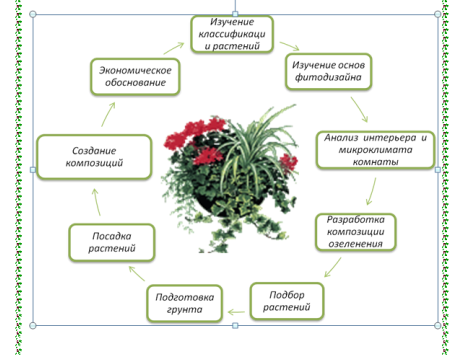 Изучение
классификаци
и растений
Изучение основ
фитодизайна
Анализ интерьера и
микроклимата
комнаты
Разработка
композиции
озеленения
Подбор
растений
Подготовка
грунта
Посадка
растений
Создание
композиций
Экономическое
обоснование